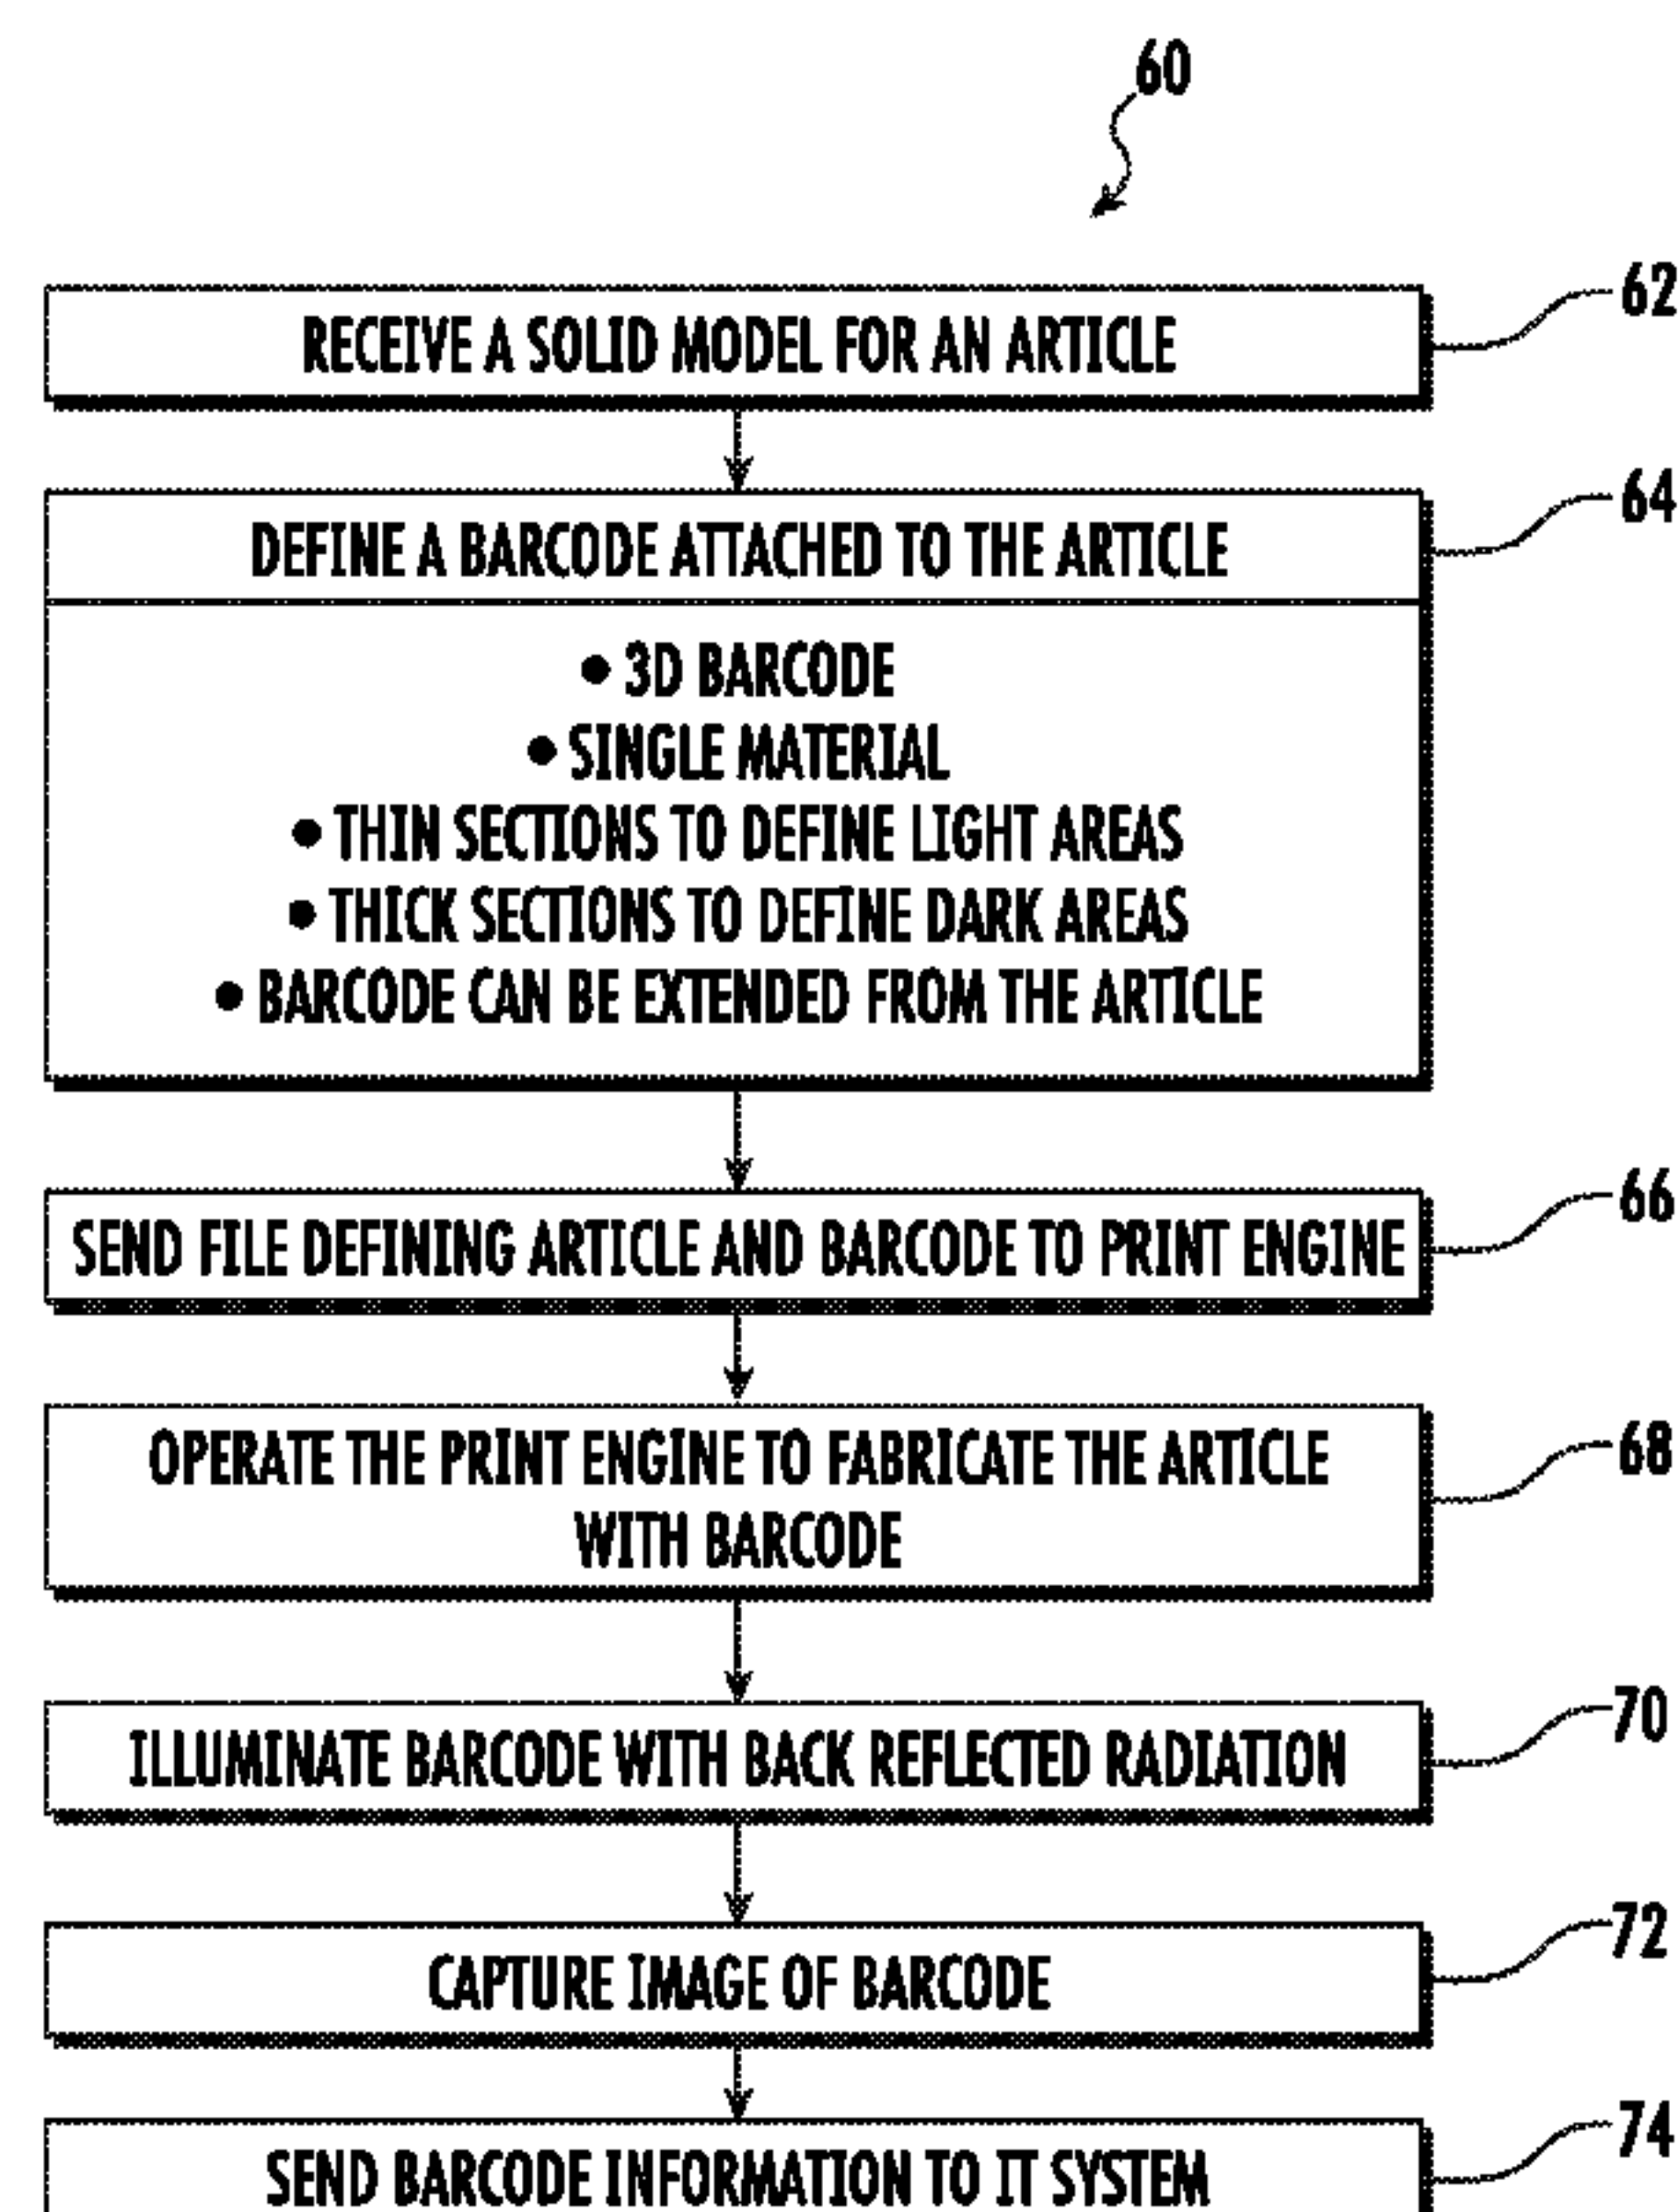 60
RECEIVE A SOLID MODEL FOR AN ARTICLE
62
DEFINE A BARCODE ATTACHED TO THE ARTICLE
64
• 3D BARCODE
• SINGLE MATERIAL
• THIN SECTIONS TO DEFINE LIGHT AREAS
• THICK SECTIONS TO DEFINE DARK AREAS
• BARCODE CAN BE EXTENDED FROM THE ARTICLE
SEND FILE DEFINING ARTICLE AND BARCODE TO PRINT ENGINE
66
OPERATE THE PRINT ENGINE TO FABRICATE THE ARTICLE
WITH BARCODE
68
ILLUMINATE BARCODE WITH BACK REFLECTED RADIATION
70
CAPTURE IMAGE OF BARCODE
72
SEND BARCODE INFORMATION TO IT SYSTEM
74